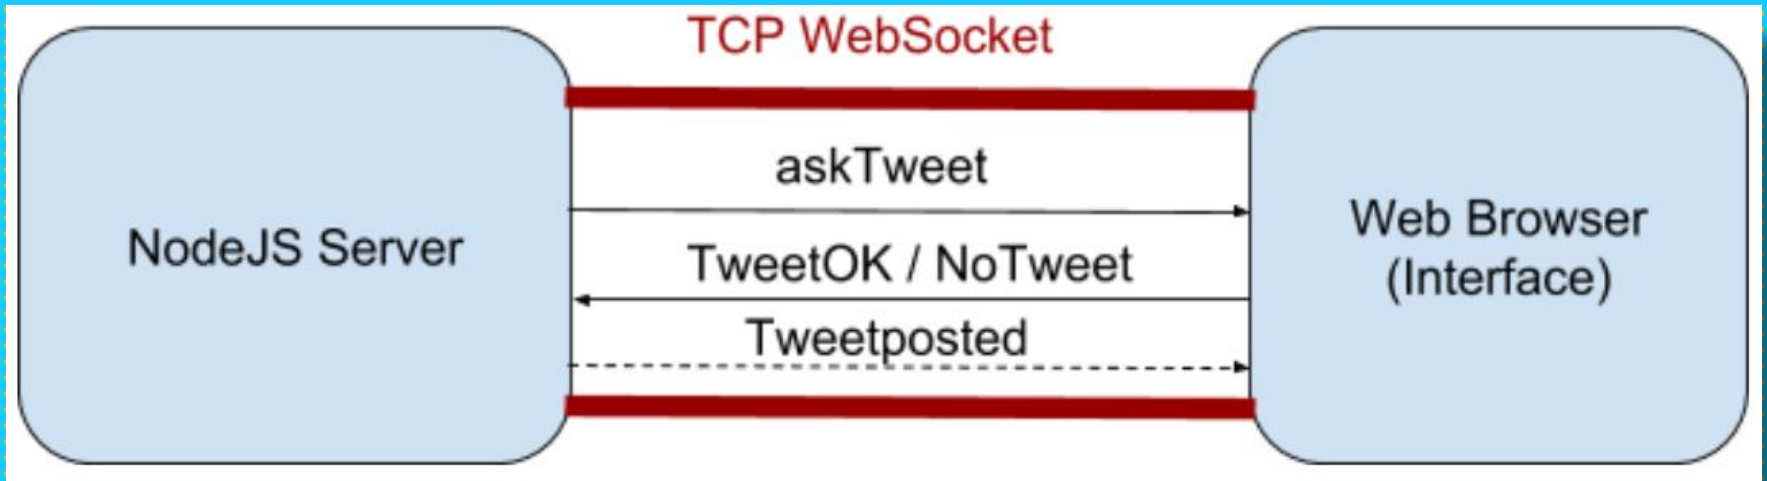 TCP WebSocket
askTweet
NodeJS Server
Web Browser
(Interface)
TweetOK / NoTweet
Tweetposted